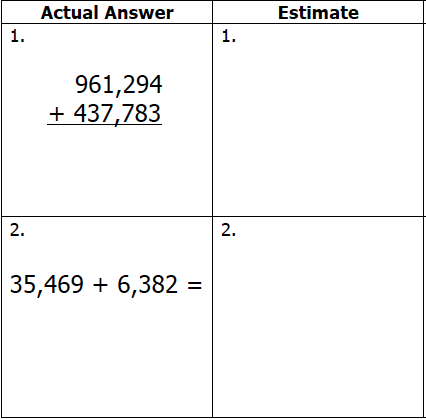 Actual Answer Estimate
1. 1.
961,294
+ 437,783
2. 2.
35,469 + 6,382 =